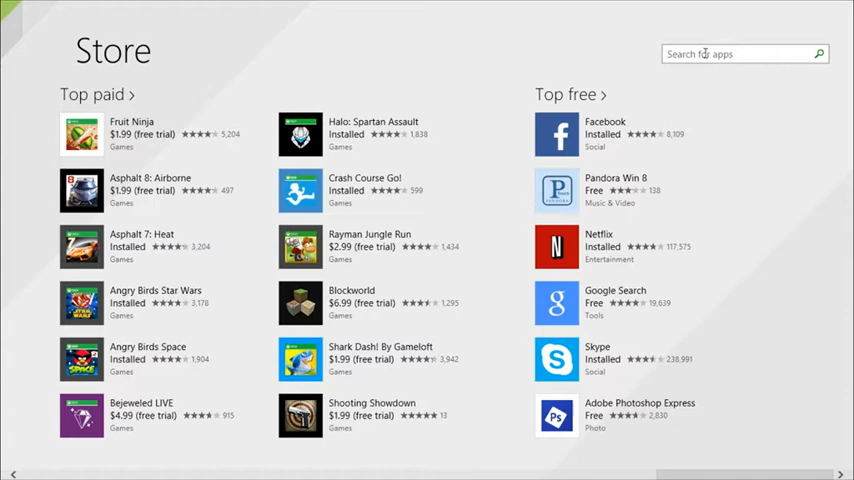 Store
Search for apps
Top paid >
Fruit Ninja
$1.99 (free trial) 5,204
Games
Asphalt 8: Airborne
$1.99 (free trial) 497
Games
Asphalt 7: Heat
Installed 3,204
Games
Angry Birds Star Wars
Installed 3,178
Games
Angry Birds Space
Installed 1,904
Games
Bejeweled LIVE
$4.99 (free trial) 915
Games
Halo: Spartan Assault
Installed 1,838
Games
Crash Course Go!
Installed 599
Games
Rayman Jungle Run
$2.99 (free trial) 1,434
Games
Blockworld
$6.99 (free trial) 1,295
Games
Shark Dash! By Gameloft
$1.99 (free trial) 3,942
Games
Shooting Showdown
$1.99 (free trial) 13
Games
Top free >
Facebook
Installed 8,109
Social
Pandora Win 8
Free 138
Music & Video
Netflix
Installed 117,575
Entertainment
Google Search
Free 19,639
Tools
Skype
Installed 238,991
Social
Adobe Photoshop Express
Free 2,830
Photo